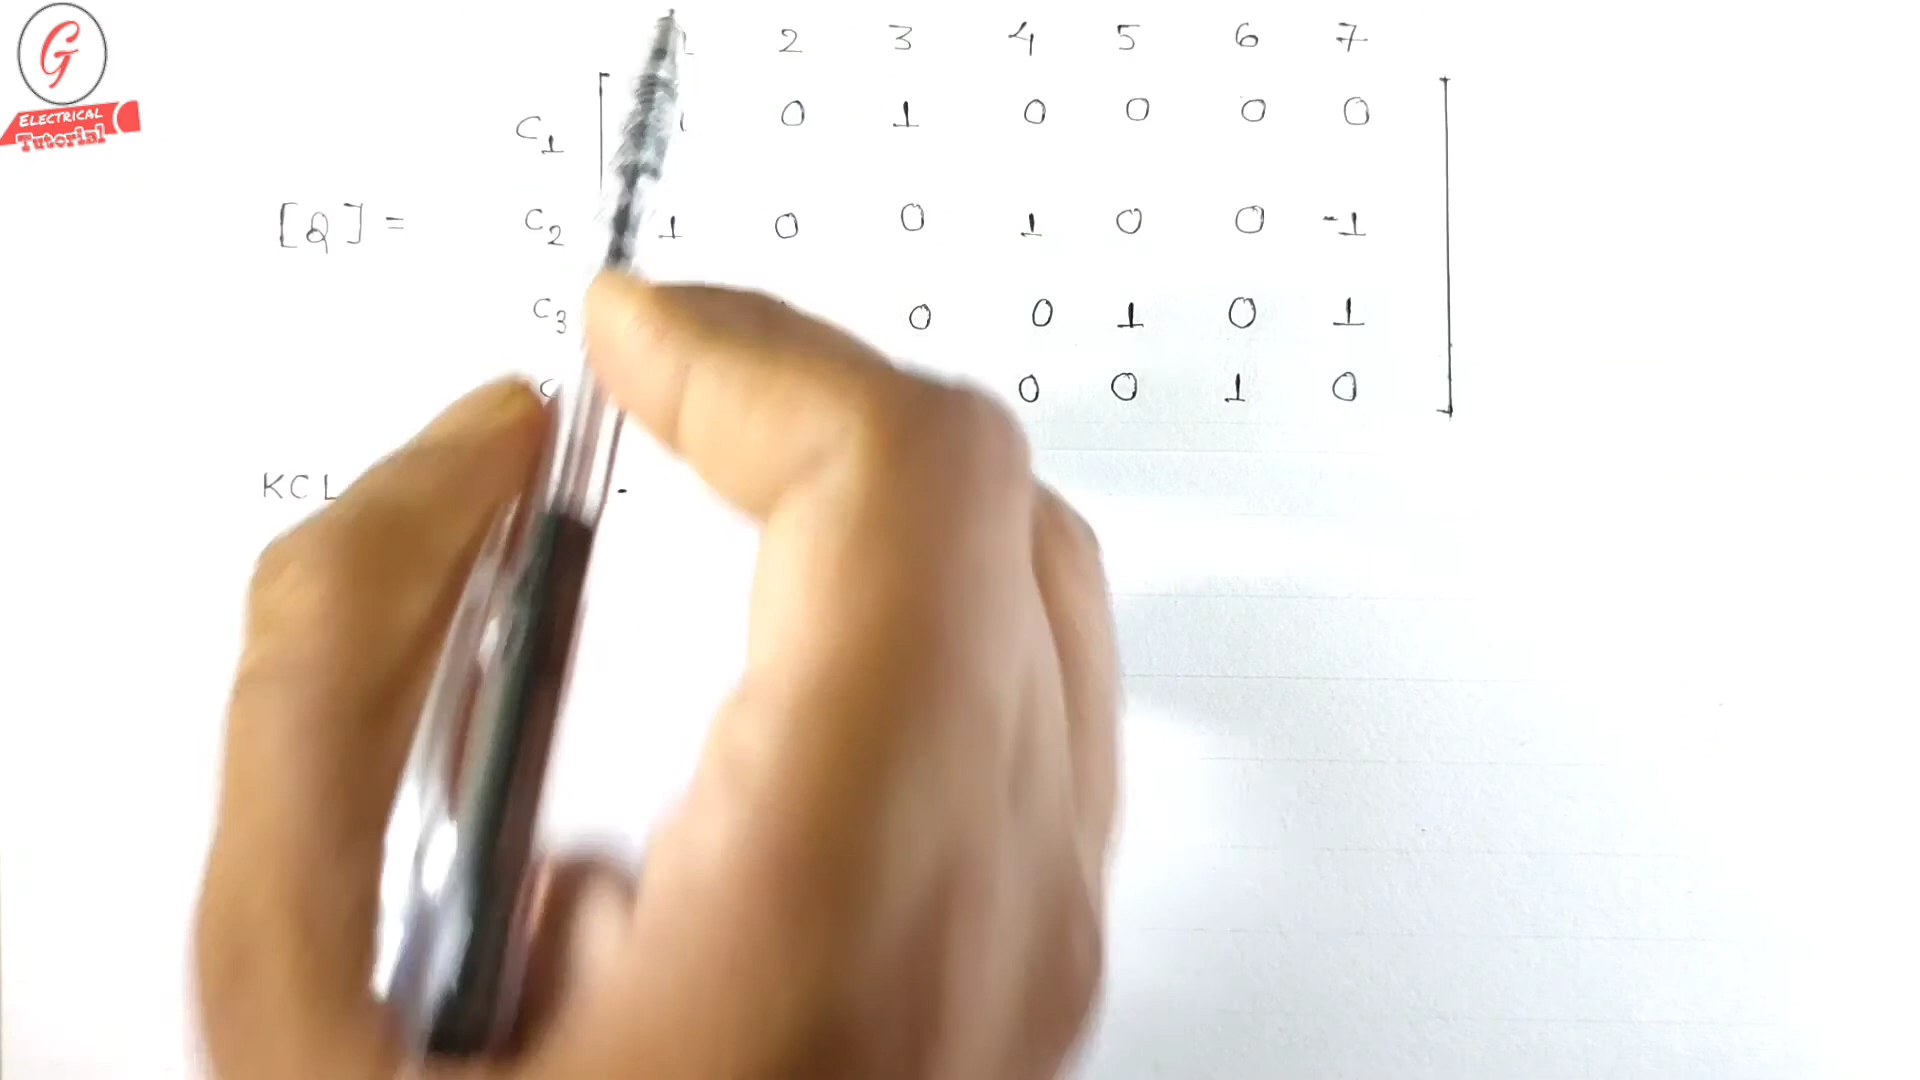 G
ELECTRICAL
Tutorial
2 3 4 5 6 7
C1 0 1 0 0 0 0
[Q] = C2 1 0 0 1 0 0 -1
C3 0 0 1 0 1
0 0 1 0
KCL